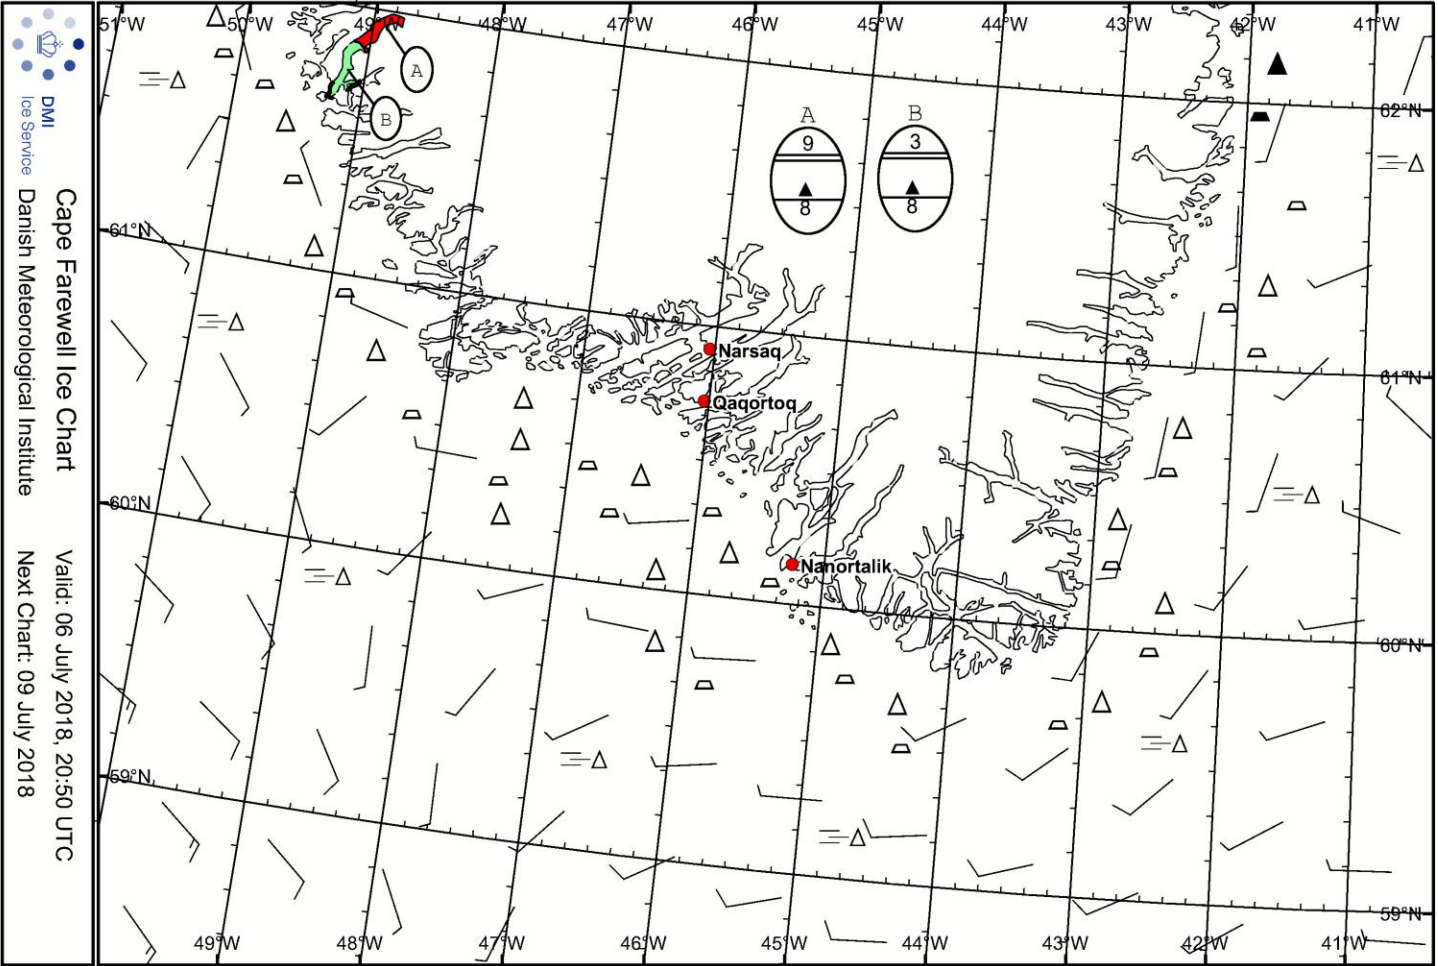 DMI
Ice Service
Cape Farewell Ice Chart
Danish Meteorological Institute
Valid: 06 July 2018, 20:50 UTC
Next Chart: 09 July 2018
51°W 50°W 49°W 48°W 47°W 46°W 45°W 44°W 43°W 42°W 41°W
A
B
A B
9 3
8 8
62°N
61°N
61°N
Narsaq
Qaqortoq
60°N
Nanortalik
60°N
59°N
59°N
49°W 48°W 47°W 46°W 45°W 44°W 43°W 42°W 41°W